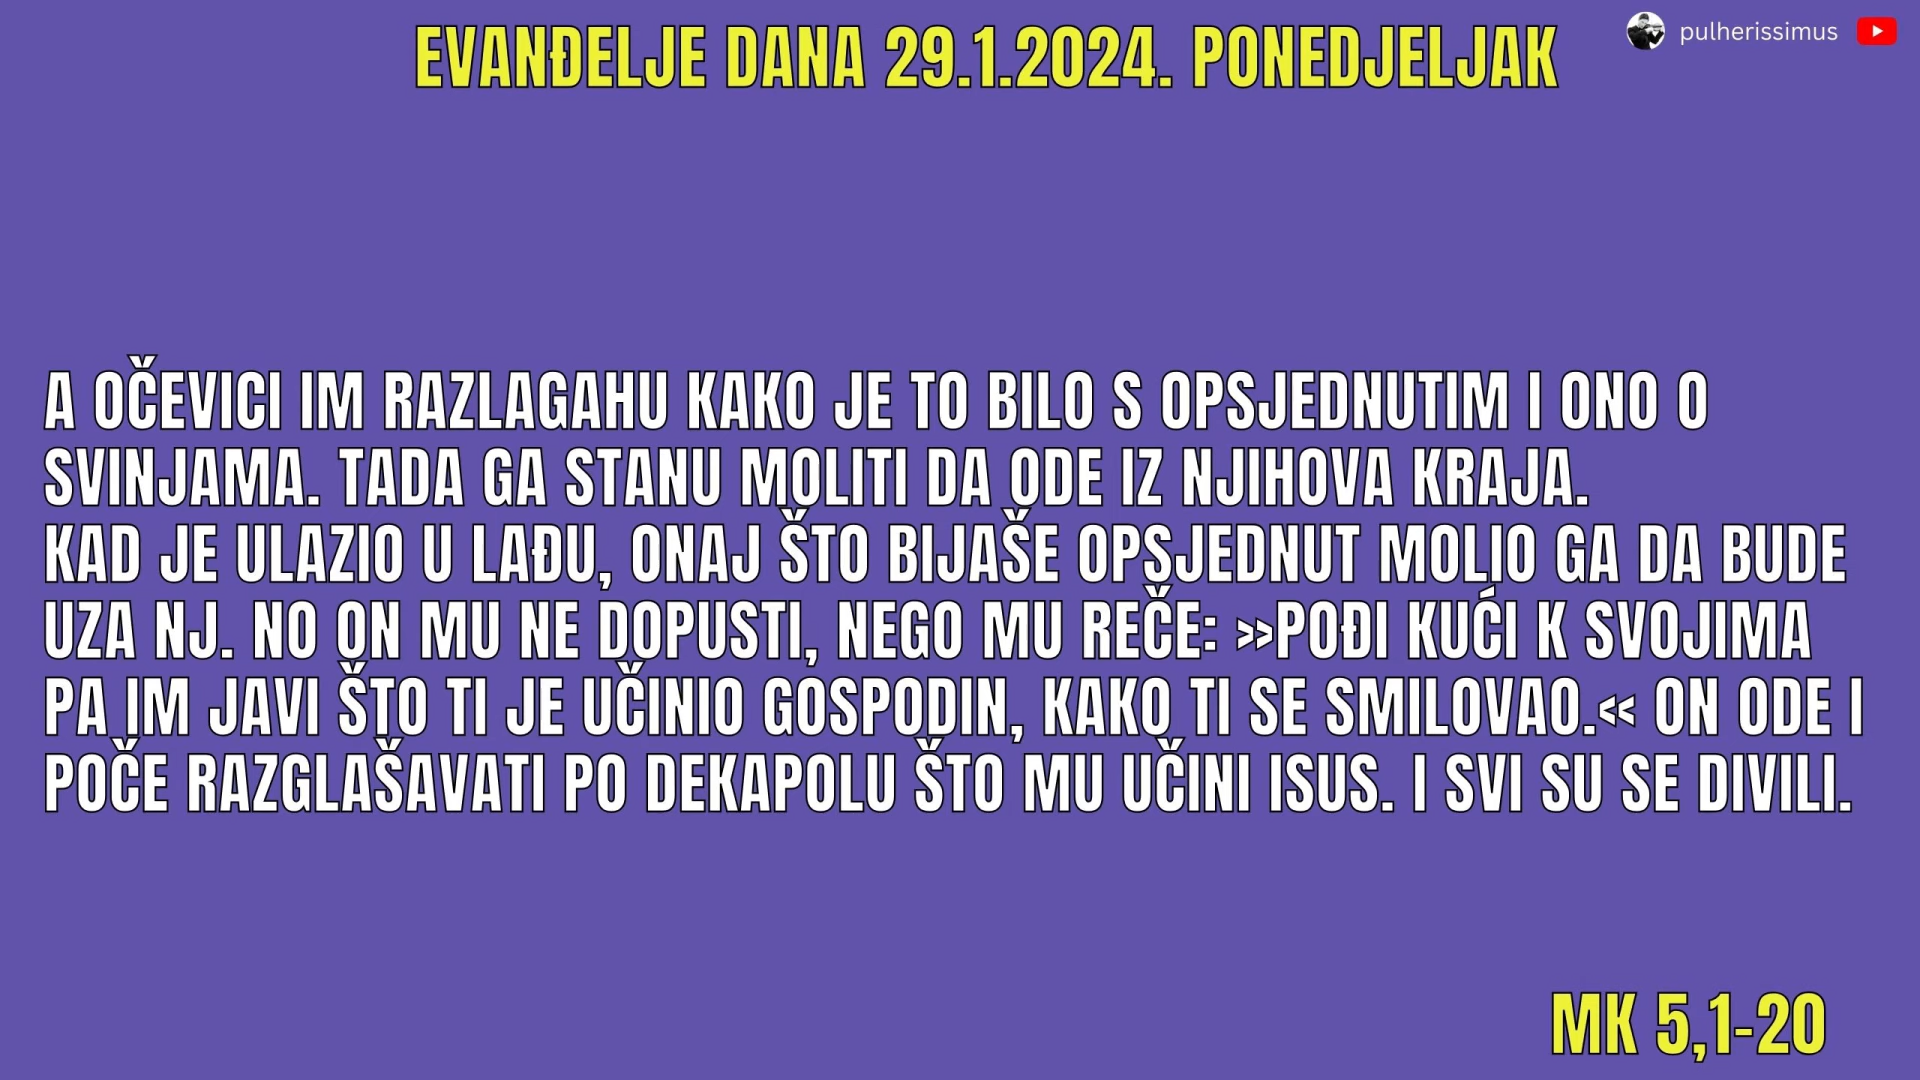 EVANĐELJE DANA 29.1.2024. PONEDJELJAK
pulherissimus
A OČEVICI IM RAZLAGAHU KAKO JE TO BILO S OPSJEDNUTIM I ONO O
SVINJAMA. TADA GA STANU MOLITI DA ODE IZ NJIHOVA KRAJA.
KAD JE ULAZIO U LAĐU, ONAJ ŠTO BIJAŠE OPSJEDNUT MOLIO GA DA BUDE
UZA NJ. NO ON MU NE DOPUSTI, NEGO MU REČE: »POĐI KUĆI K SVOJIMA
PA IM JAVI ŠTO TI JE UČINIO GOSPODIN, KAKO TI SE SMILOVAO.« ON ODE I
POČE RAZGLAŠAVATI PO DEKAPOLU ŠTO MU UČINI ISUS. I SVI SU SE DIVILI.
MK 5,1-20